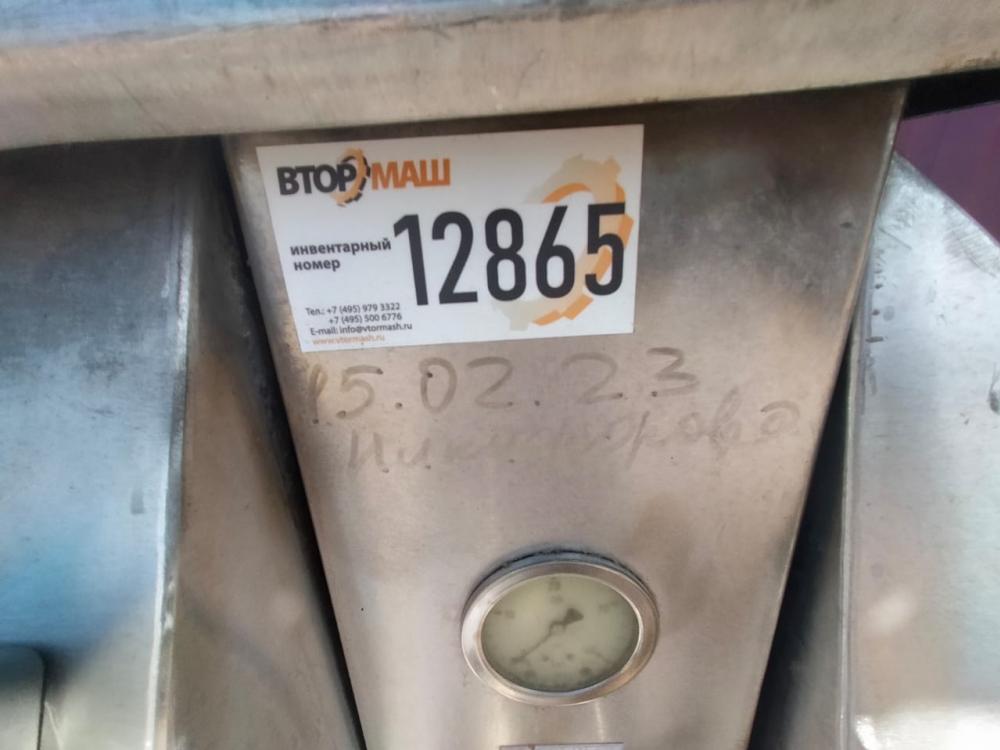 ВТОРМАШ
инвентарный
номер
12865
Тел.: +7 (495) 979 3322
+7 (495) 500 6776
E-mail: info@vtormash.ru
www.vtormash.ru
15.02.23